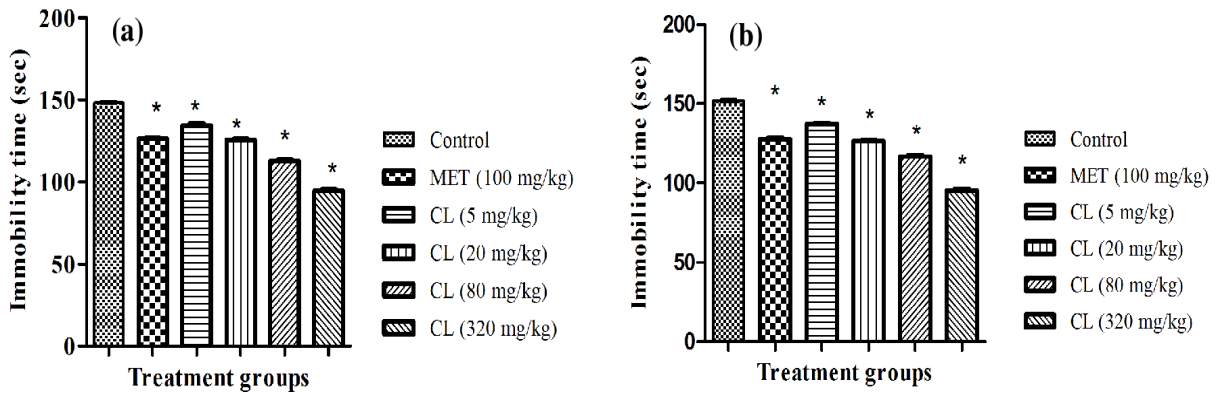 (a)
Immobility time (sec)
200
150
100
50
0
*
*
*
*
*
Treatment groups
Control
MET (100 mg/kg)
CL (5 mg/kg)
CL (20 mg/kg)
CL (80 mg/kg)
CL (320 mg/kg)
(b)
Immobility time (sec)
200
150
100
50
0
*
*
*
*
*
Treatment groups
Control
MET (100 mg/kg)
CL (5 mg/kg)
CL (20 mg/kg)
CL (80 mg/kg)
CL (320 mg/kg)